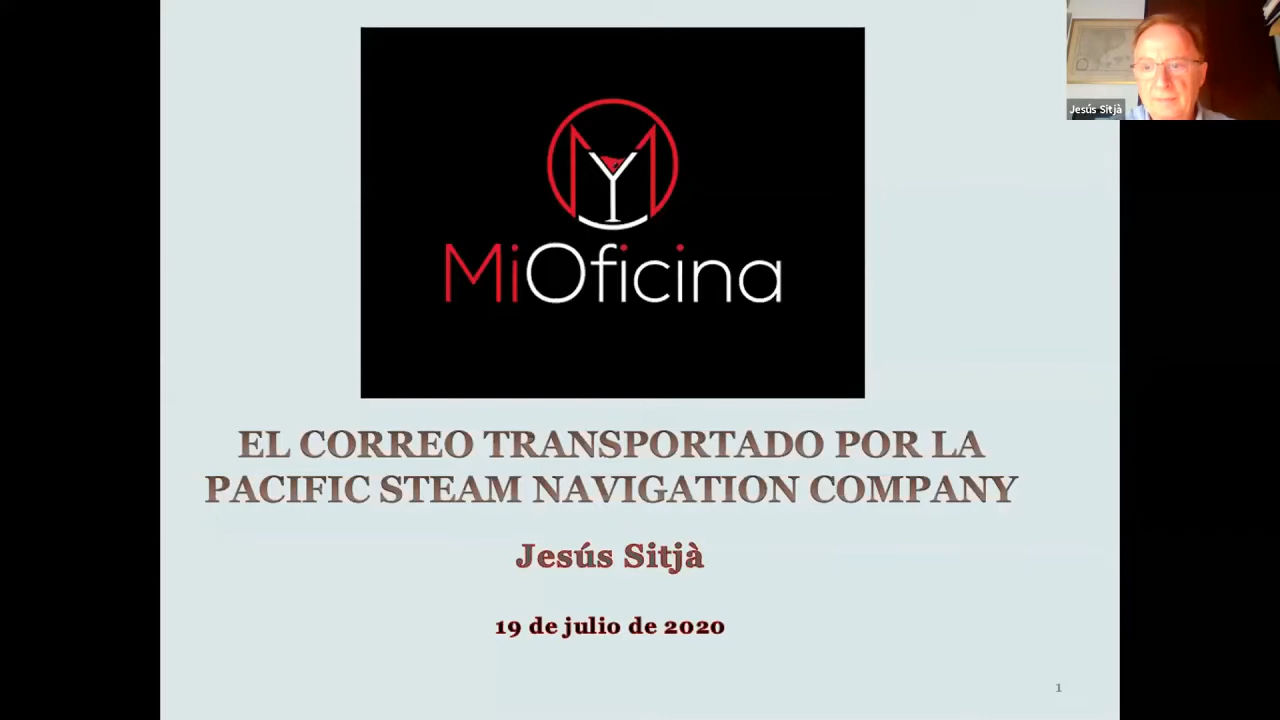 Jesús Sitjà
MiOficina
EL CORREO TRANSPORTADO POR LA
PACIFIC STEAM NAVIGATION COMPANY
Jesús Sitjà
19 de julio de 2020
1